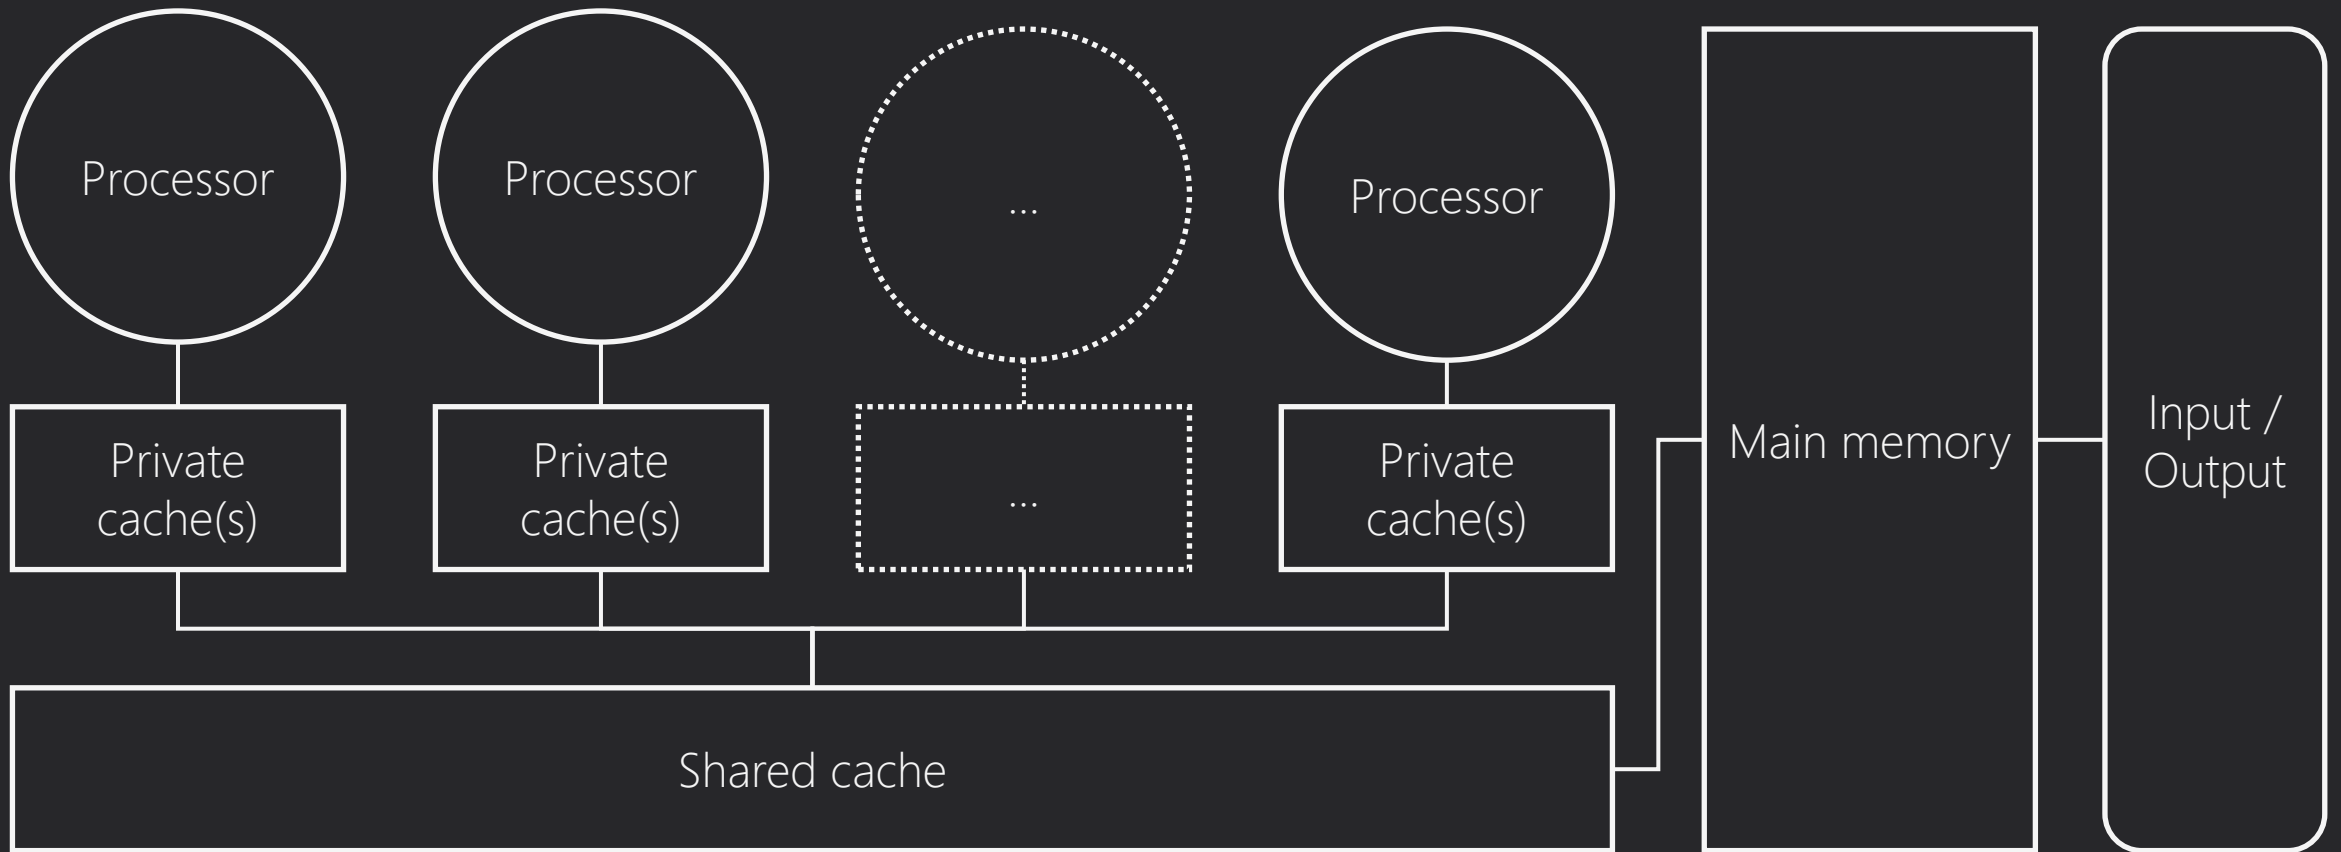 Processor
Processor
...
Processor
Private
cache(s)
Private
cache(s)
...
Private
cache(s)
Shared cache
Main memory
Input /
Output